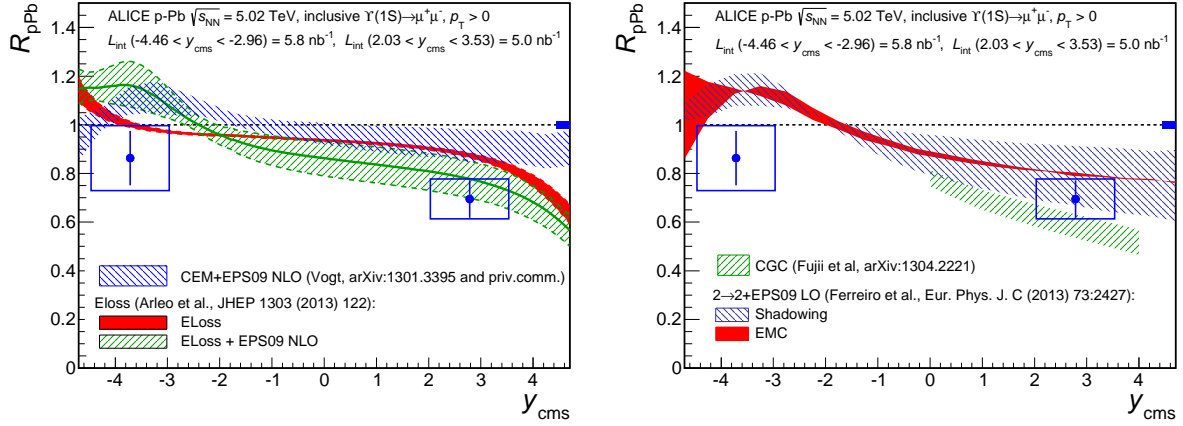 ALICE p-Pb √sNN = 5.02 TeV, inclusive ϒ(1S)→μ+μ-, pT > 0
Lint (-4.46 < ycms < -2.96) = 5.8 nb-1, Lint (2.03 < ycms < 3.53) = 5.0 nb-1
RpPb
1.4
1.2
1
0.8
0.6
0.4
0.2
0
CEM+EPS09 NLO (Vogt, arXiv:1301.3395 and priv.comm.)
Eloss (Arleo et al., JHEP 1303 (2013) 122):
ELoss
ELoss + EPS09 NLO
-4 -3 -2 -1 0 1 2 3 4
ycms
ALICE p-Pb √sNN = 5.02 TeV, inclusive ϒ(1S)→μ+μ-, pT > 0
Lint (-4.46 < ycms < -2.96) = 5.8 nb-1, Lint (2.03 < ycms < 3.53) = 5.0 nb-1
RpPb
1.4
1.2
1
0.8
0.6
0.4
0.2
0
CGC (Fujii et al, arXiv:1304.2221)
2→2+EPS09 LO (Ferreiro et al., Eur. Phys. J. C (2013) 73:2427):
Shadowing
EMC
-4 -3 -2 -1 0 1 2 3 4
ycms